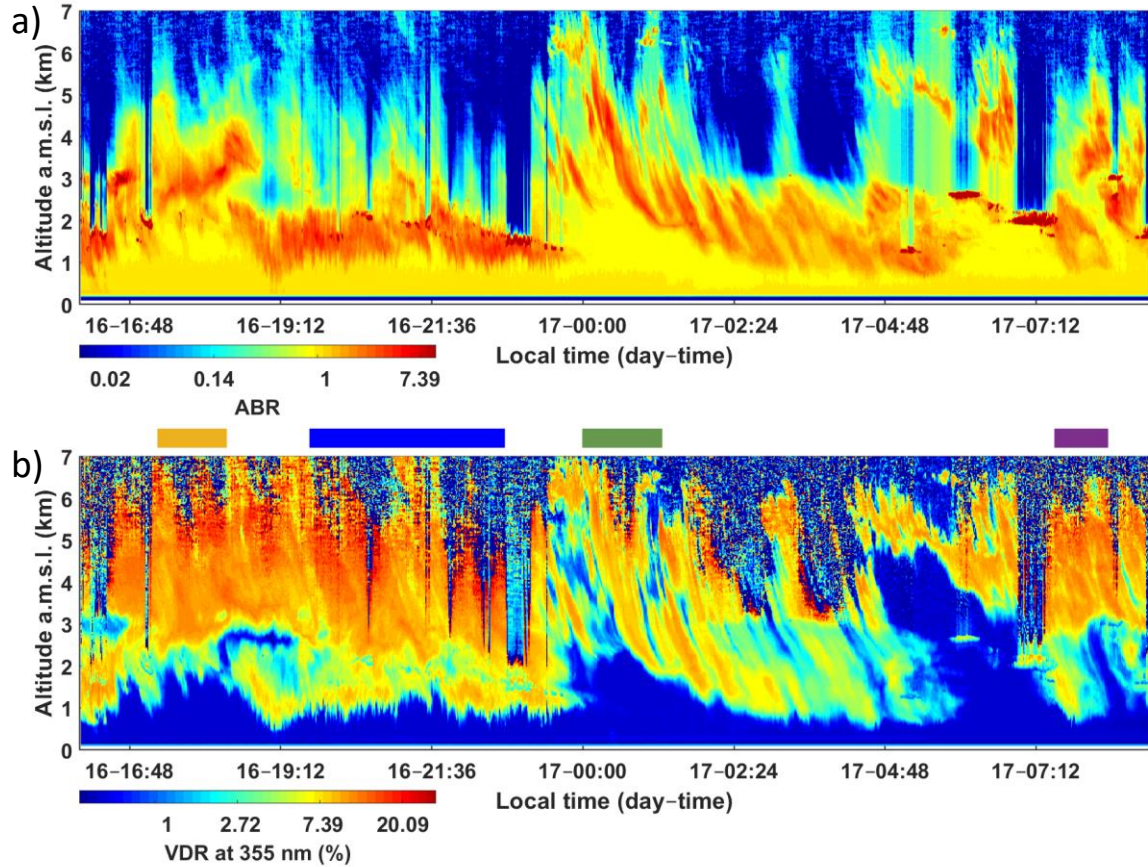 a)
7
6
5
4
3
2
1
0
Altitude a.m.s.l. (km)
16−16:48 16−19:12 16−21:36 17−00:00 17−02:24 17−04:48 17−07:12
Local time (day−time)
0.02 0.14 1 7.39
ABR
b)
7
6
5
4
3
2
1
0
Altitude a.m.s.l. (km)
16−16:48 16−19:12 16−21:36 17−00:00 17−02:24 17−04:48 17−07:12
Local time (day−time)
1 2.72 7.39 20.09
VDR at 355 nm (%)